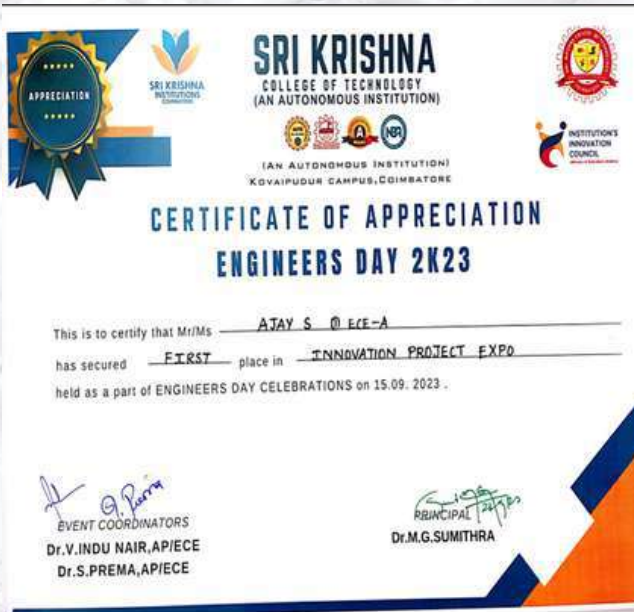 APPRECIATION
SRI KRISHNA
INSTITUTIONS
COIMBATORE
SRI KRISHNA
COLLEGE OF TECHNOLOGY
(AN AUTONOMOUS INSTITUTION)
NBA
INSTITUTION'S
INNOVATION
COUNCIL
(AN AUTONOMOUS INSTITUTION)
KOVAIPUDUR CAMPUS,COIMBATORE
CERTIFICATE OF APPRECIATION
ENGINEERS DAY 2K23
This is to certify that Mr/Ms AJAY S ECE-A
has secured FIRST place in INNOVATION PROJECT EXPO
held as a part of ENGINEERS DAY CELEBRATIONS on 15.09. 2023 .
EVENT COORDINATORS
Dr.V.INDU NAIR,AP/ECE
Dr.S.PREMA,AP/ECE
PRINCIPAL
Dr.M.G.SUMITHRA